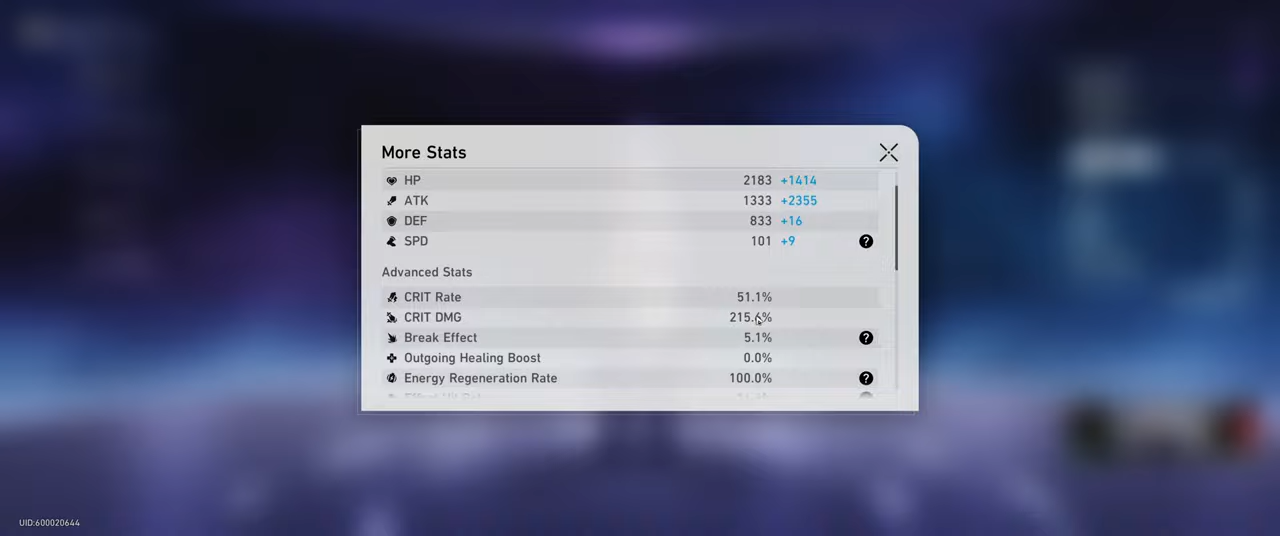 More Stats
HP 2183 +1414
ATK 1333 +2355
DEF 833 +16
SPD 101 +9 ?
Advanced Stats
CRIT Rate 51.1%
CRIT DMG 215.6%
Break Effect 5.1% ?
Outgoing Healing Boost 0.0%
Energy Regeneration Rate 100.0% ?
UID:600020644